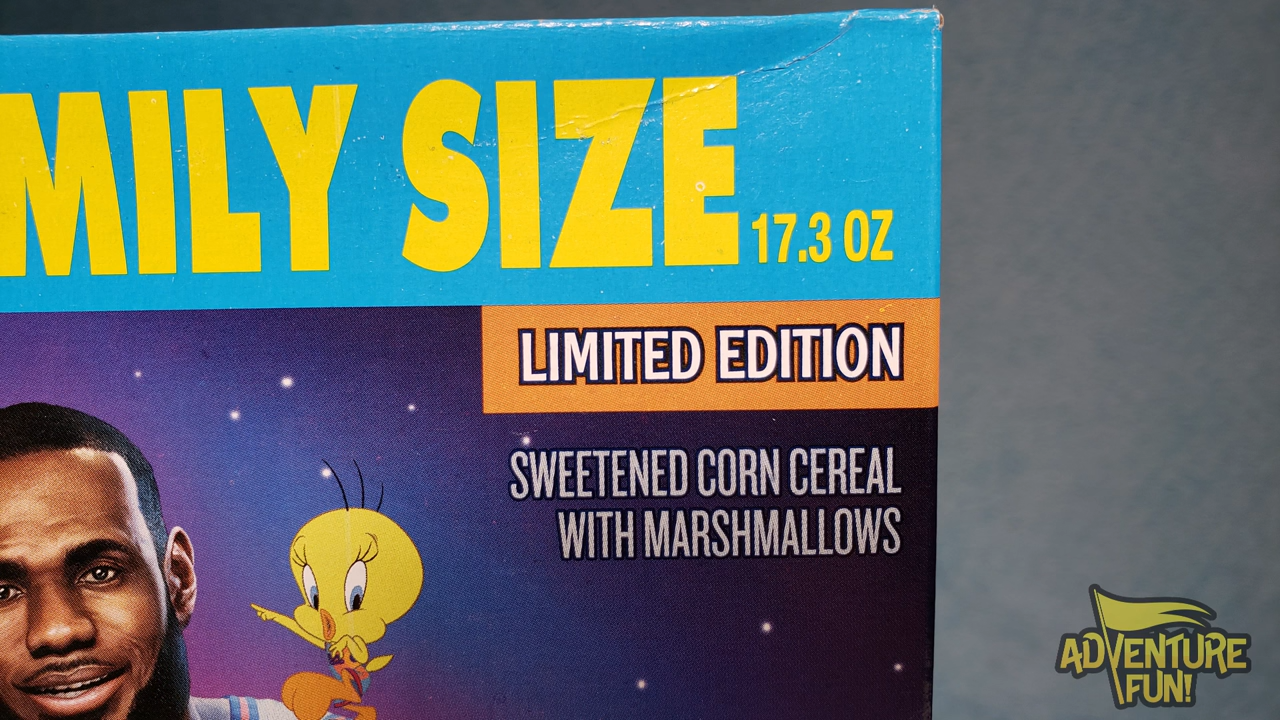 MILY SIZE 17.3 OZ
LIMITED EDITION
SWEETENED CORN CEREAL
WITH MARSHMALLOWS
ADVENTURE
FUN!